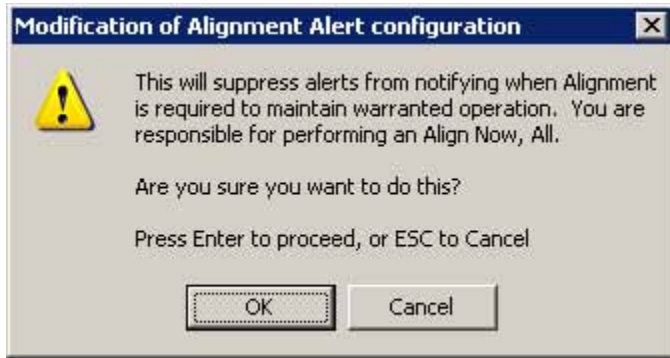 Modification of Alignment Alert configuration
This will suppress alerts from notifying when Alignment
is required to maintain warranted operation.  You are
responsible for performing an Align Now, All.
Are you sure you want to do this?
Press Enter to proceed, or ESC to Cancel
OK
Cancel